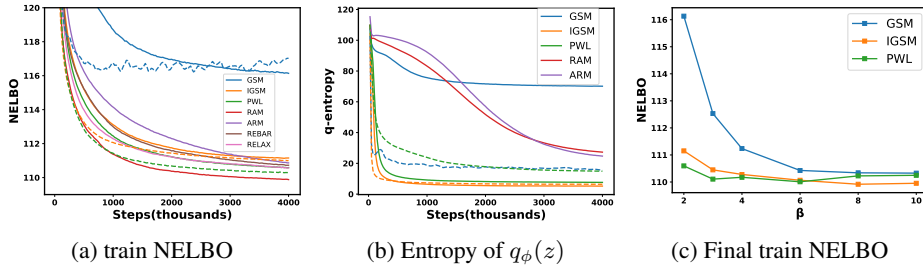 120
118
116
114
112
110
NELBO
GSM
IGSM
PWL
RAM
ARM
REBAR
RELAX
0 1000 2000 3000 4000
Steps(thousands)
(a) train NELBO
120
100
80
60
40
20
0
q-entropy
GSM
IGSM
PWL
RAM
ARM
0 1000 2000 3000 4000
Steps(thousands)
(b) Entropy of qϕ(z)
116
115
114
113
112
111
110
NELBO
GSM
IGSM
PWL
2 4 6 8 10
β
(c) Final train NELBO